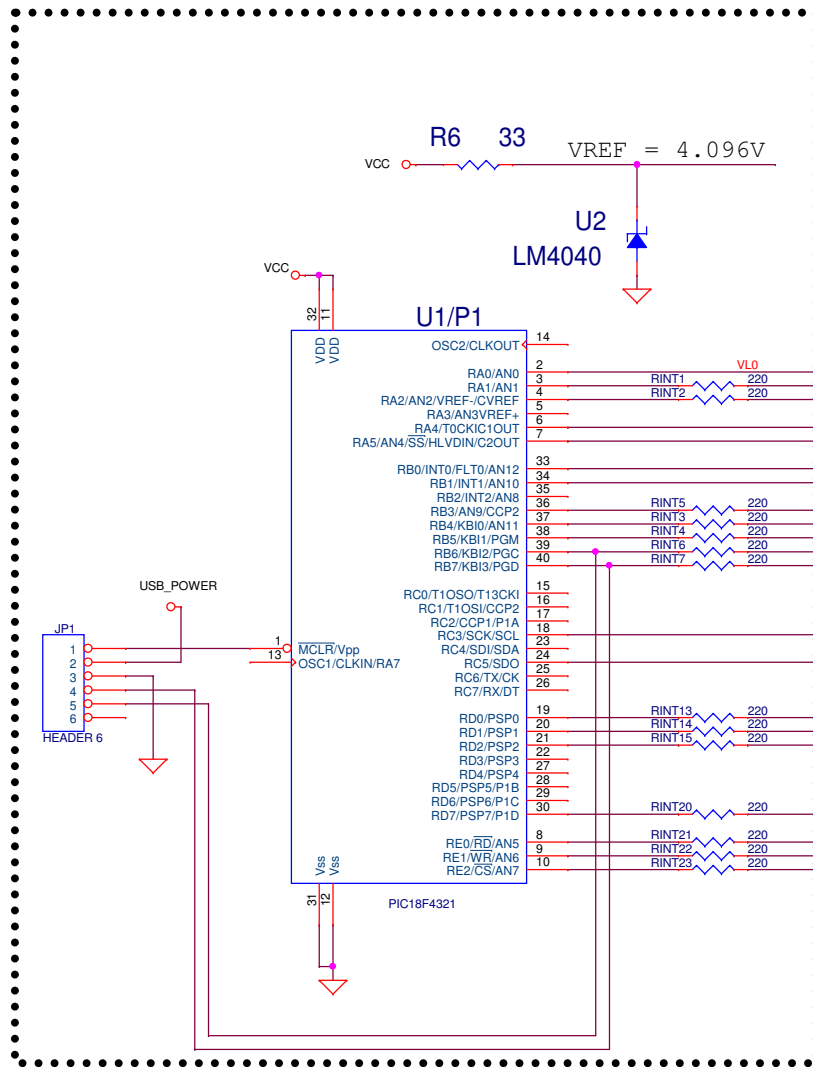 R6 33
VCC
VREF = 4.096V
U2
LM4040
VCC
32
11
U1/P1
VDD
VDD
OSC2/CLKOUT 14
RA0/AN0 2 VL0
RA1/AN1 3 RINT1 220
RA2/AN2/VREF-/CVREF 4 RINT2 220
RA3/AN3VREF+ 5
RA4/T0CKIC1OUT 6
RA5/AN4/SS/HLVDIN/C2OUT 7
RB0/INT0/FLT0/AN12 33
RB1/INT1/AN10 34
RB2/INT2/AN8 35
RB3/AN9/CCP2 36 RINT5 220
RB4/KBI0/AN11 37 RINT3 220
RB5/KBI1/PGM 38 RINT4 220
RB6/KBI2/PGC 39 RINT6 220
RB7/KBI3/PGD 40 RINT7 220
USB_POWER
RC0/T1OSO/T13CKI 15
RC1/T1OSI/CCP2 16
RC2/CCP1/P1A 17
RC3/SCK/SCL 18
RC4/SDI/SDA 23
RC5/SDO 24
RC6/TX/CK 25
RC7/RX/DT 26
JP1
1
2
3
4
5
6
HEADER 6
1 MCLR/Vpp
13 OSC1/CLKIN/RA7
RD0/PSP0 19 RINT13 220
RD1/PSP1 20 RINT14 220
RD2/PSP2 21 RINT15 220
RD3/PSP3 22
RD4/PSP4 27
RD5/PSP5/P1B 28
RD6/PSP6/P1C 29
RD7/PSP7/P1D 30 RINT20 220
RE0/RD/AN5 8 RINT21 220
RE1/WR/AN6 9 RINT22 220
RE2/CS/AN7 10 RINT23 220
Vss
Vss
31
12
PIC18F4321